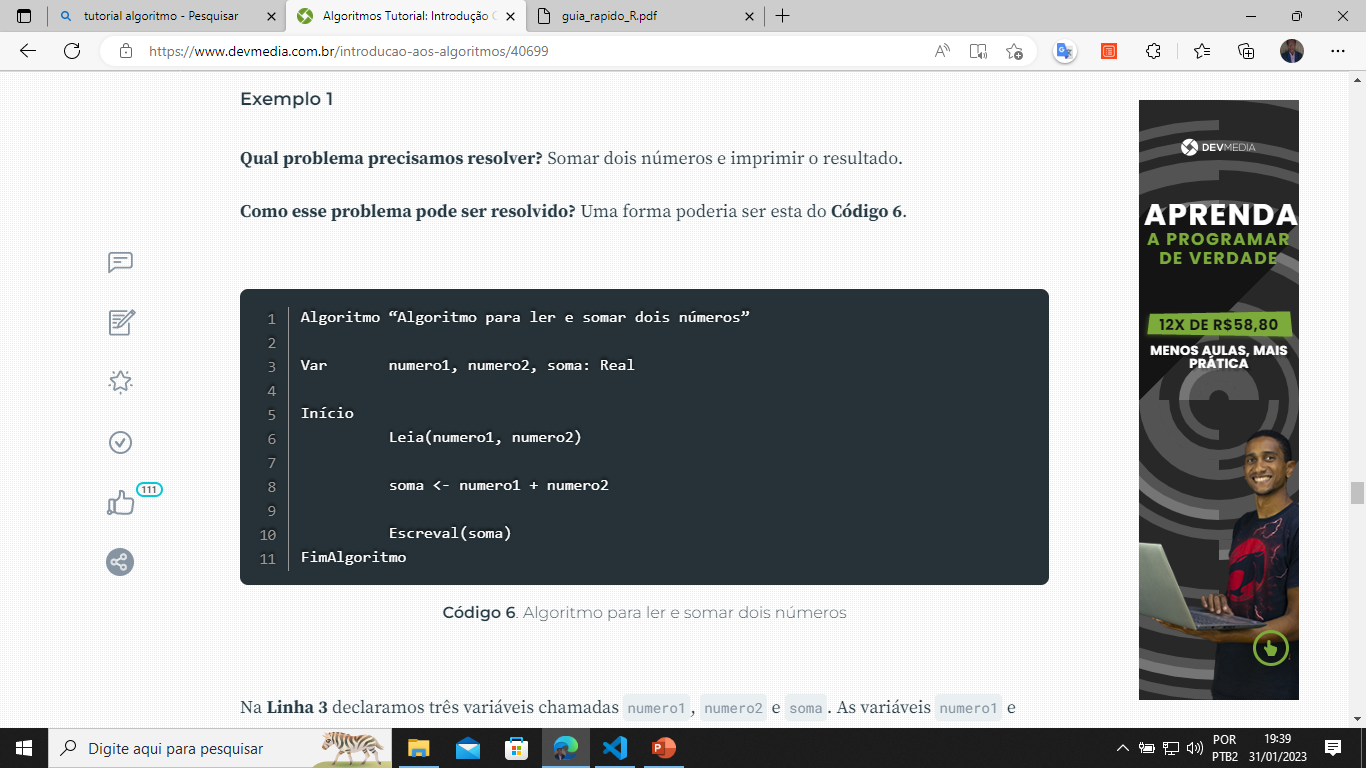 tutorial algoritmo - Pesquisar
Algoritmos Tutorial: Introdução
guia_rapido_R.pdf
https://www.devmedia.com.br/introducao-aos-algoritmos/40699
Exemplo 1
Qual problema precisamos resolver? Somar dois números e imprimir o resultado.
Como esse problema pode ser resolvido? Uma forma poderia ser esta do Código 6.
1 Algoritmo “Algoritmo para ler e somar dois números”
2
3 Var numero1, numero2, soma: Real
4
5 Início
6 Leia(numero1, numero2)
7
8 soma <- numero1 + numero2
9
10 Escreval(soma)
11 FimAlgoritmo
Código 6. Algoritmo para ler e somar dois números
Na Linha 3 declaramos três variáveis chamadas numero1, numero2 e soma. As variáveis numero1 e
111
DEVMEDIA
APRENDA
A PROGRAMAR
DE VERDADE
12X DE R$58,80
MENOS AULAS, MAIS
PRÁTICA
Digite aqui para pesquisar
POR
PTB2
19:39
31/01/2023